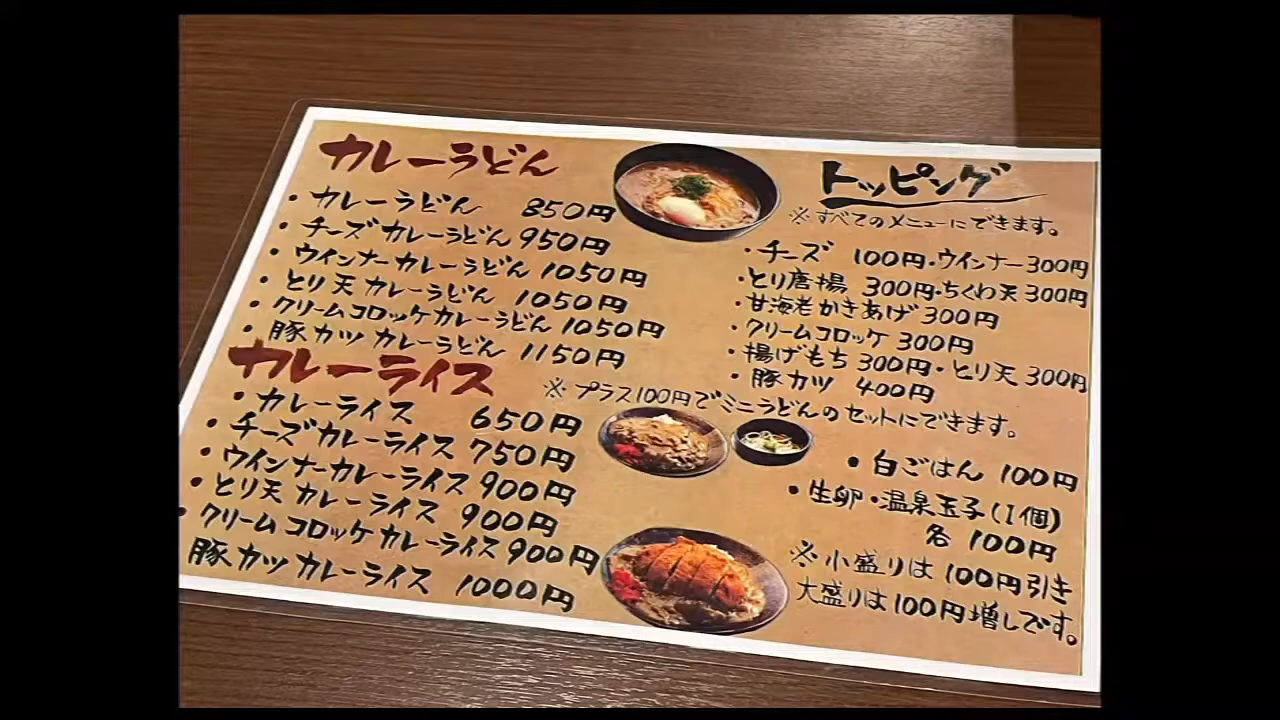 カレーうどん
・カレーうどん 850円
・チーズカレーうどん 950円
・ウインナーカレーうどん 1050円
・とり天カレーうどん 1050円
・クリームコロッケカレーうどん 1050円
・豚カツカレーうどん 1150円
カレーライス
※プラス100円でミニうどんのセットにできます。
・カレーライス 650円
・チーズカレーライス 750円
・ウインナーカレーライス 900円
・とり天カレーライス 900円
・クリームコロッケカレーライス 900円
豚カツカレーライス 1000円
トッピング
※すべてのメニューにできます。
・チーズ 100円・ウインナー300円
・とり唐揚 300円・ちくわ天300円
・甘海老かきあげ300円
・クリームコロッケ 300円
・揚げもち 300円・とり天300円
・豚カツ 400円
・白ごはん 100円
・生卵・温泉玉子(1個)
各 100円
※小盛りは100円引き
大盛りは100円増しです。